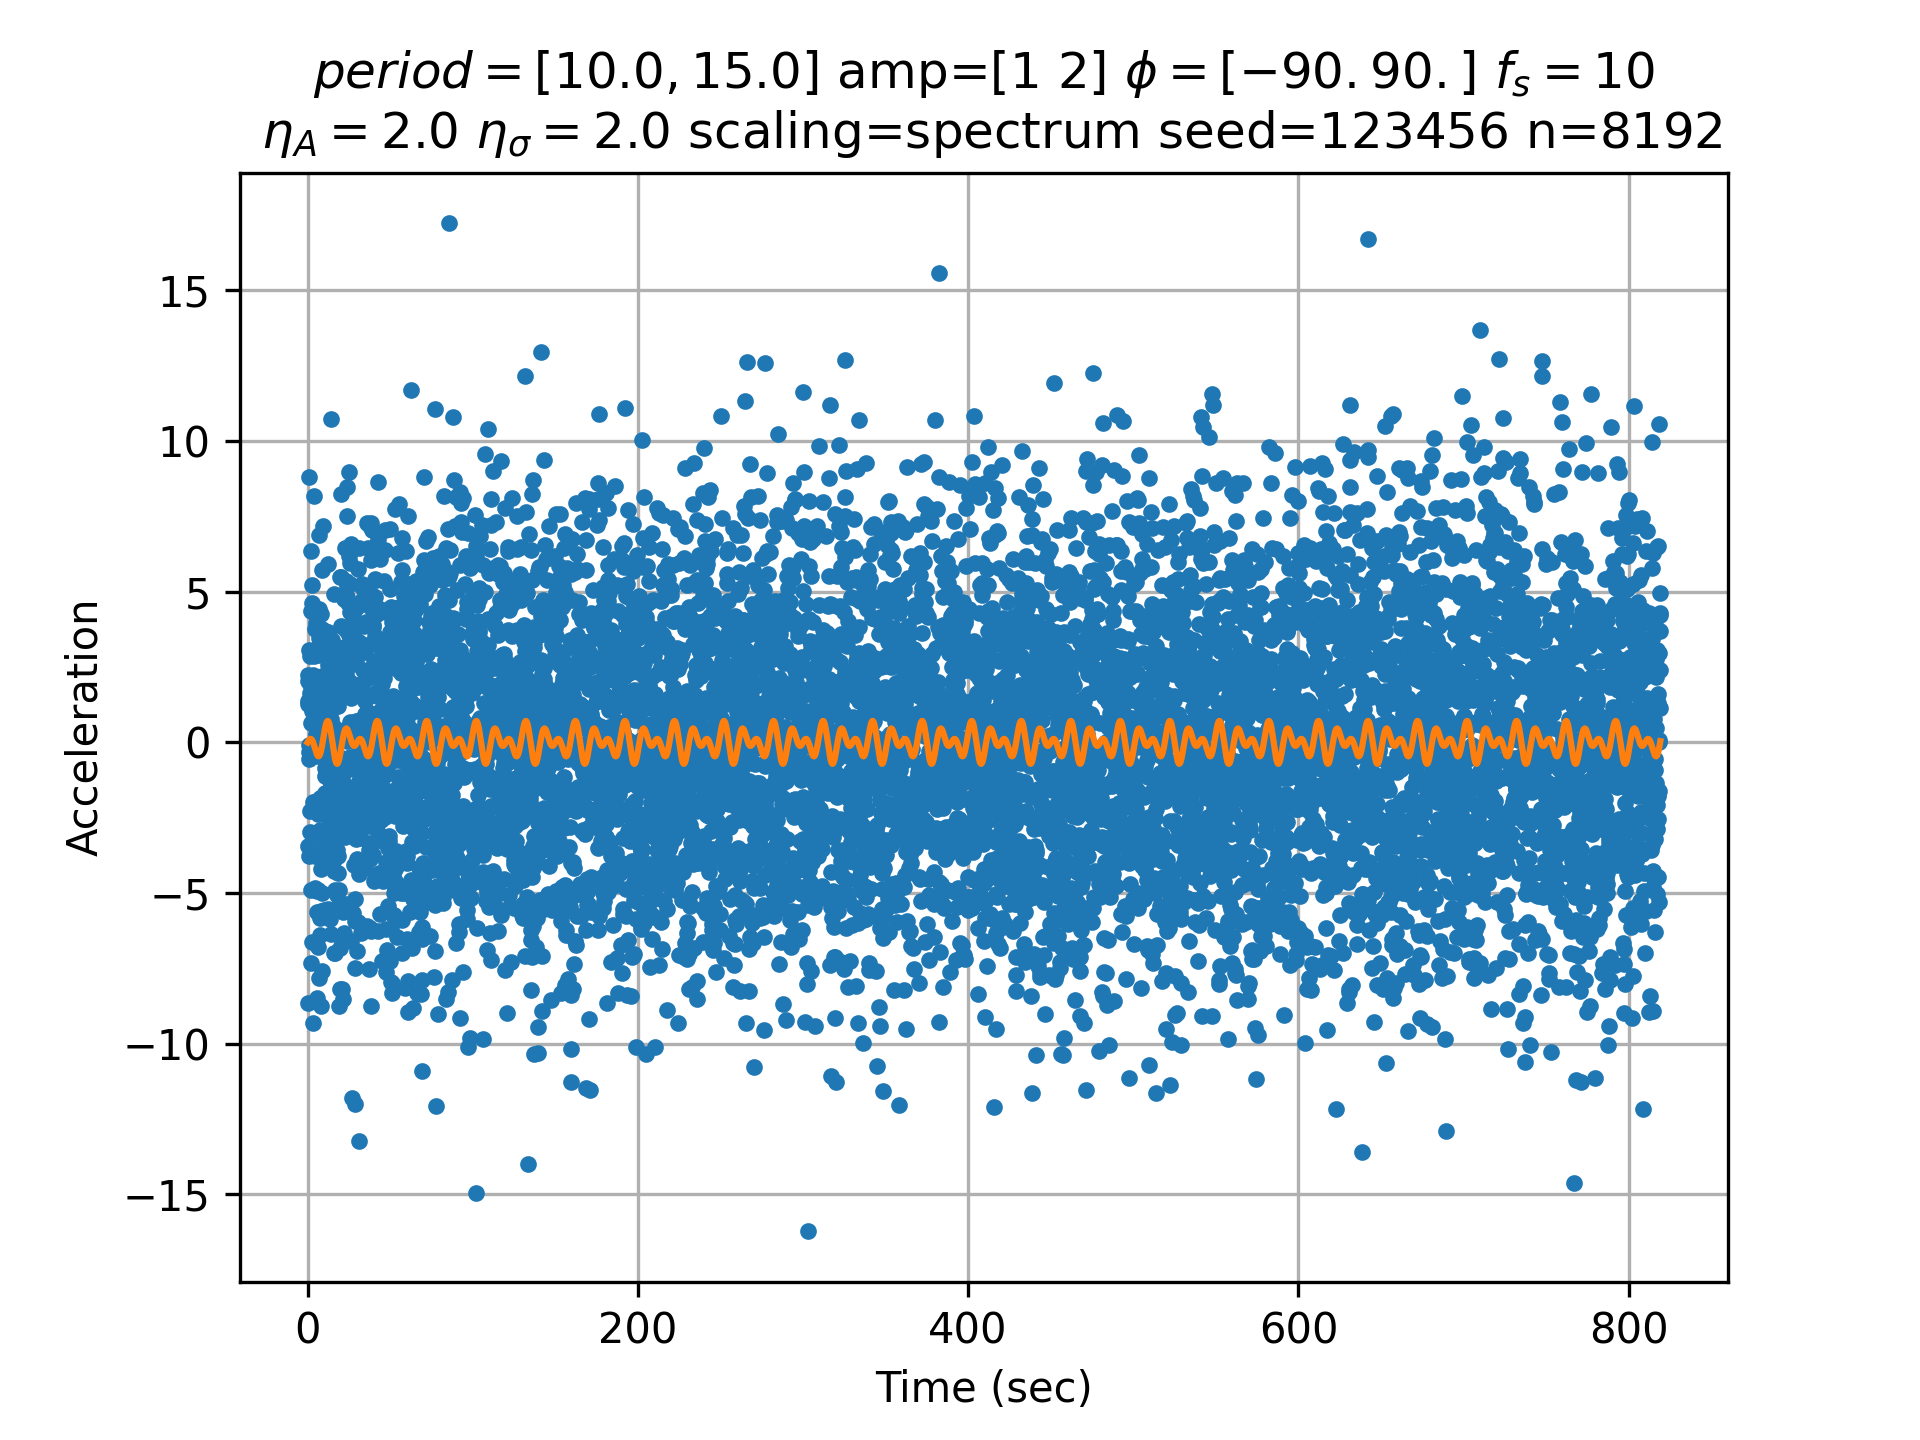 period = [10.0, 15.0] amp=[1 2] ϕ = [−90. 90.] fₛ = 10
η_A = 2.0 η_σ = 2.0 scaling=spectrum seed=123456 n=8192
15
10
5
0
−5
−10
−15
Acceleration
0 200 400 600 800
Time (sec)